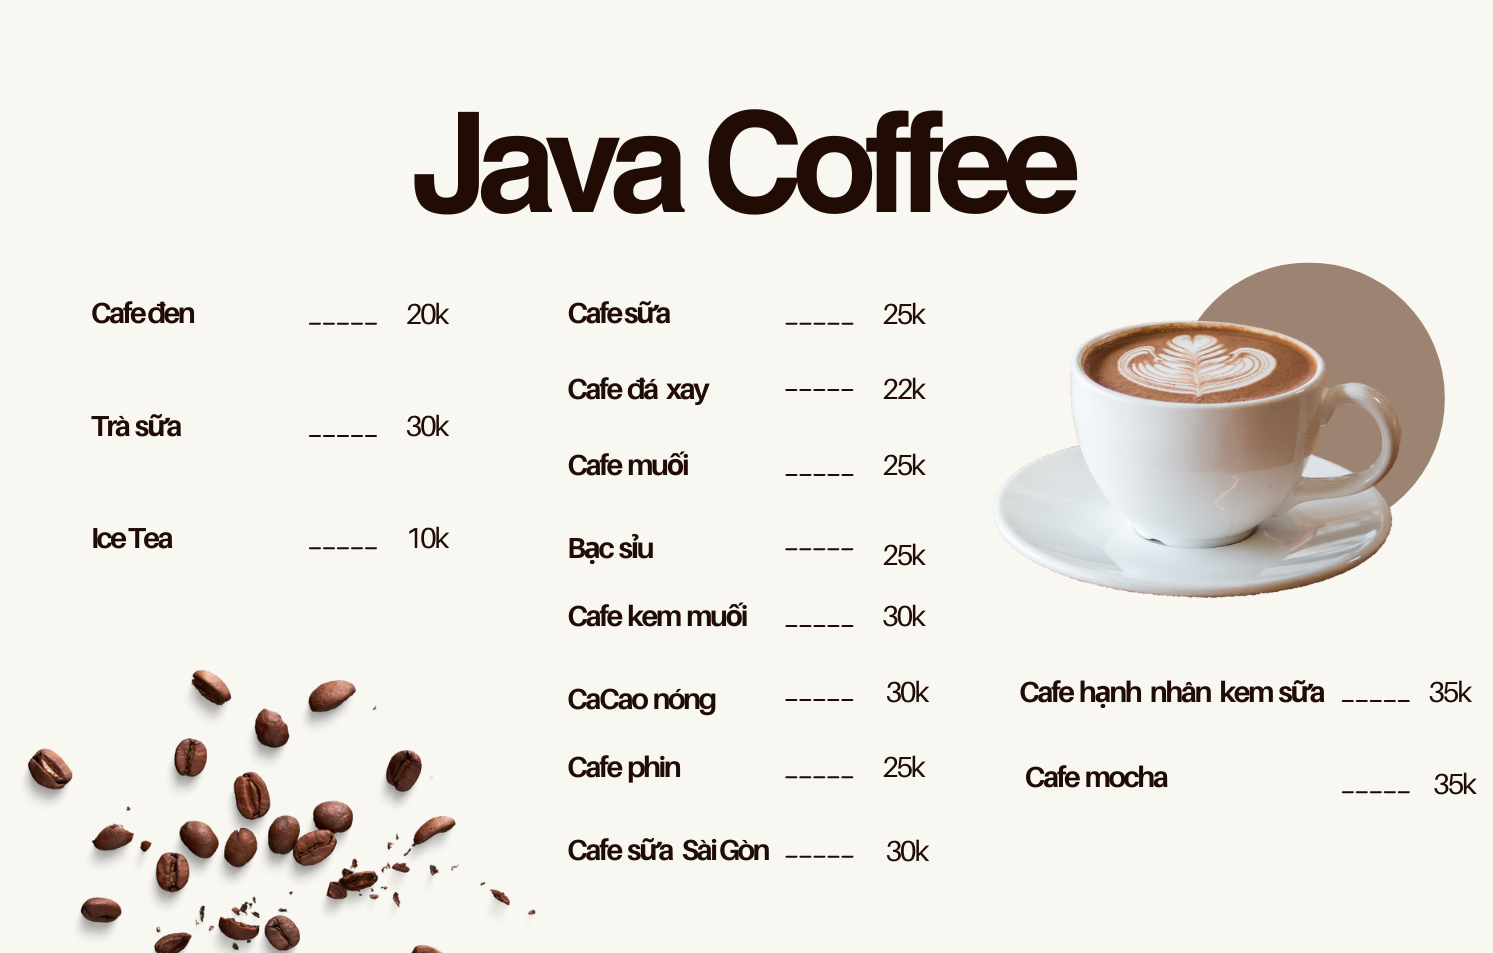 Java Coffee
Cafe đen _____ 20k
Trà sữa _____ 30k
Ice Tea _____ 10k
Cafe sữa _____ 25k
Cafe đá xay _____ 22k
Cafe muối _____ 25k
Bạc sỉu _____ 25k
Cafe kem muối _____ 30k
CaCao nóng _____ 30k
Cafe phin _____ 25k
Cafe sữa Sài Gòn _____ 30k
Cafe hạnh nhân kem sữa _____ 35k
Cafe mocha _____ 35k